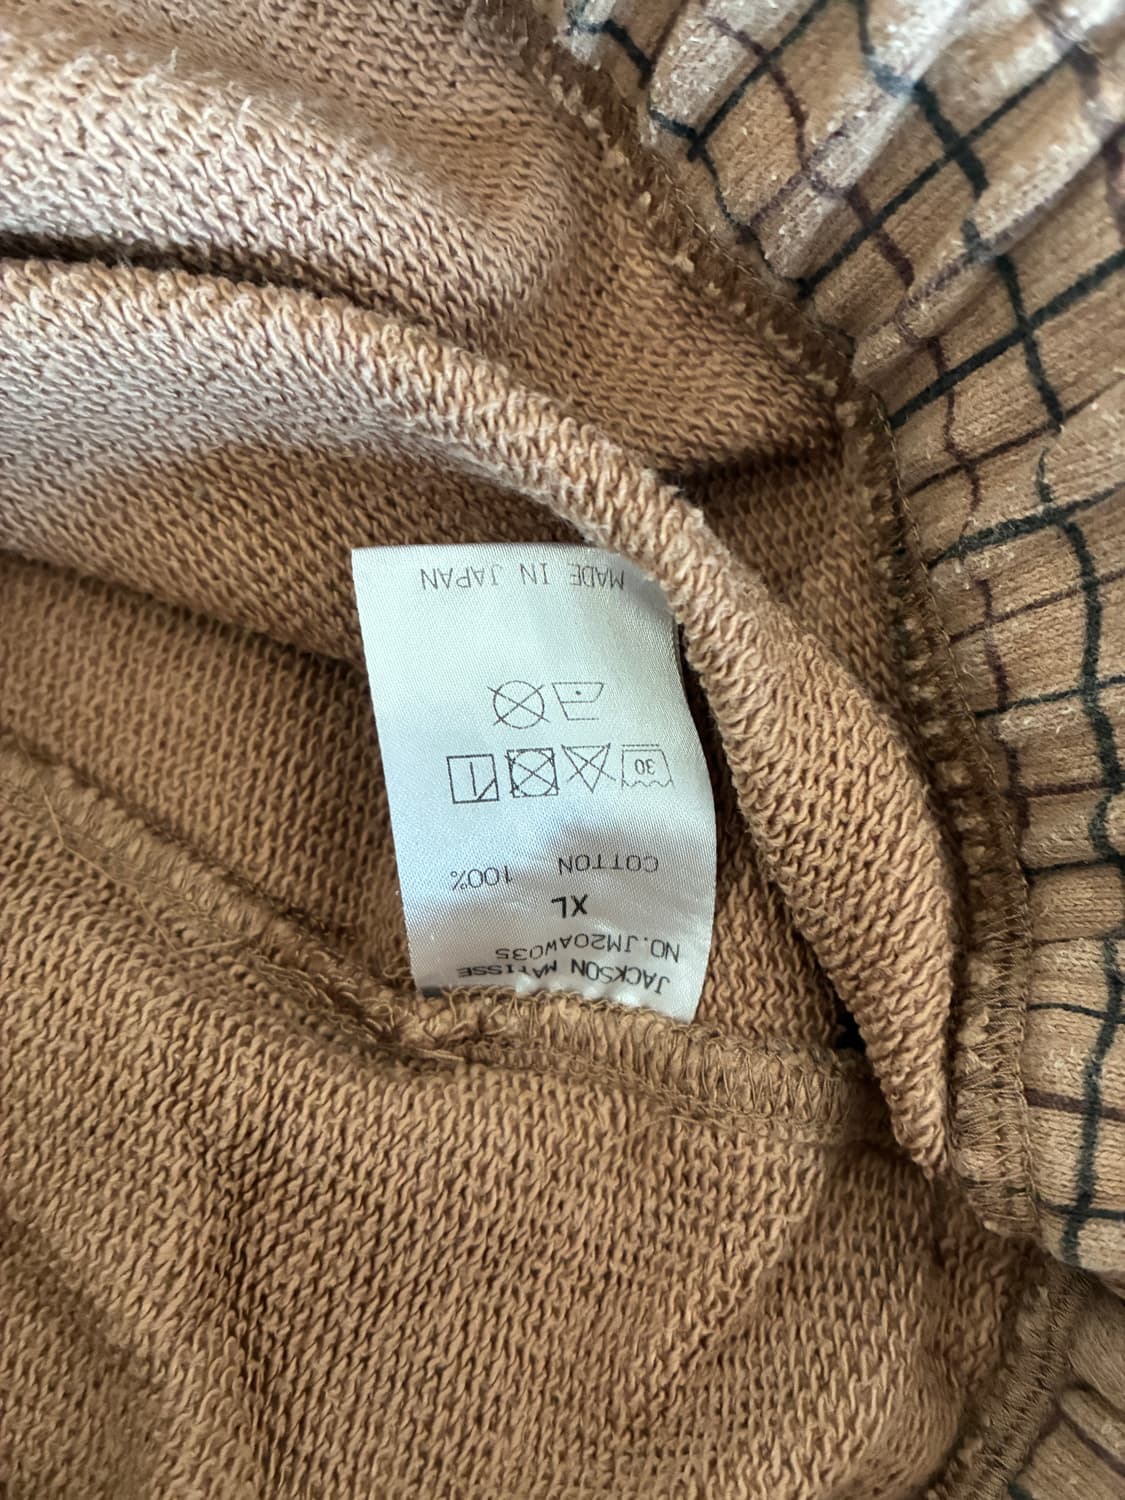 JACKSON MATISSE
NO.JM20AW035
XL
COTTON 100%
30
MADE IN JAPAN